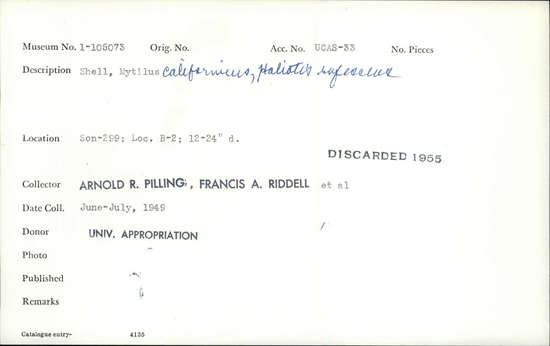 Museum No. 1-105073 Orig. No. Acc. No. UCAS-33 No. Pieces
Description Shell, Mytilus californicus, Haliotis rufescens
Location Son-299; Loc. B-2; 12-24" d.
DISCARDED 1955
Collector ARNOLD R. PILLING, FRANCIS A. RIDDELL et al
Date Coll. June-July, 1949
Donor UNIV. APPROPRIATION
Photo
Published
Remarks
Catalogue entry- 4135